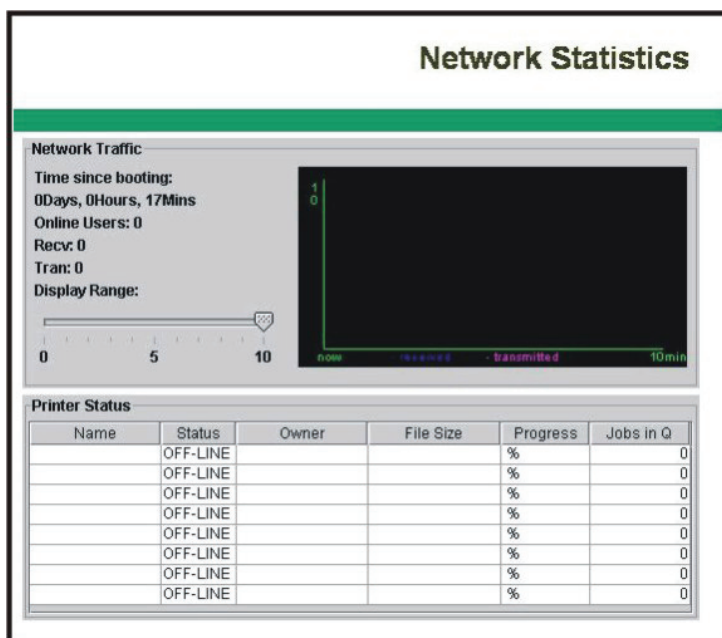 Network Statistics
Network Traffic
Time since booting:
0Days, 0Hours, 17Mins
Online Users: 0
Recv: 0
Tran: 0
Display Range:
0 5 10
1
0
now - received - transmitted 10min
Printer Status
Name Status Owner File Size Progress Jobs in Q
OFF-LINE % 0
OFF-LINE % 0
OFF-LINE % 0
OFF-LINE % 0
OFF-LINE % 0
OFF-LINE % 0
OFF-LINE % 0
OFF-LINE % 0